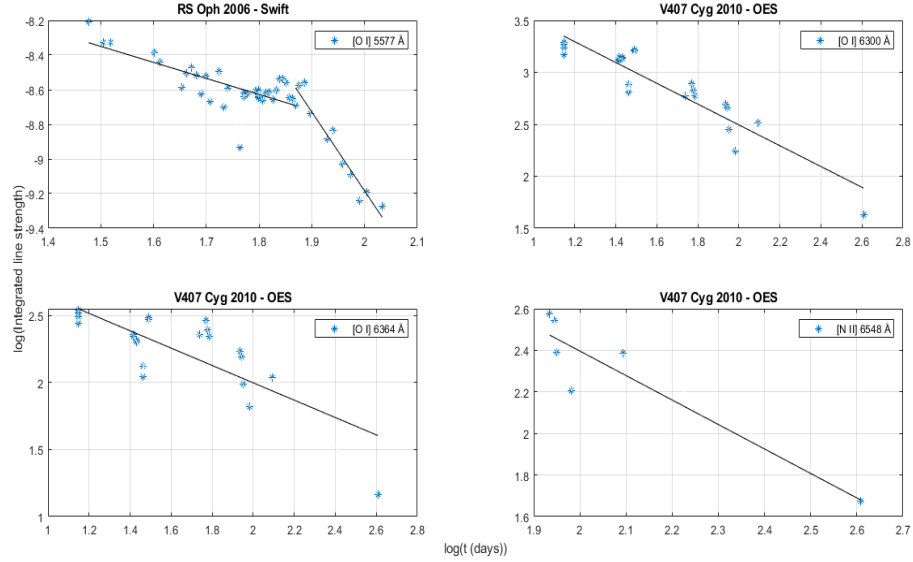 RS Oph 2006 - Swift
[O I] 5577 Å
-8.2
-8.4
-8.6
-8.8
-9
-9.2
-9.4
1.4 1.5 1.6 1.7 1.8 1.9 2 2.1
V407 Cyg 2010 - OES
[O I] 6300 Å
3.5
3
2.5
2
1.5
1 1.2 1.4 1.6 1.8 2 2.2 2.4 2.6 2.8
log(Integrated line strength)
V407 Cyg 2010 - OES
[O I] 6364 Å
2.5
2
1.5
1
1 1.2 1.4 1.6 1.8 2 2.2 2.4 2.6 2.8
V407 Cyg 2010 - OES
[N II] 6548 Å
2.6
2.4
2.2
2
1.8
1.6
1.9 2 2.1 2.2 2.3 2.4 2.5 2.6 2.7
log(t (days))